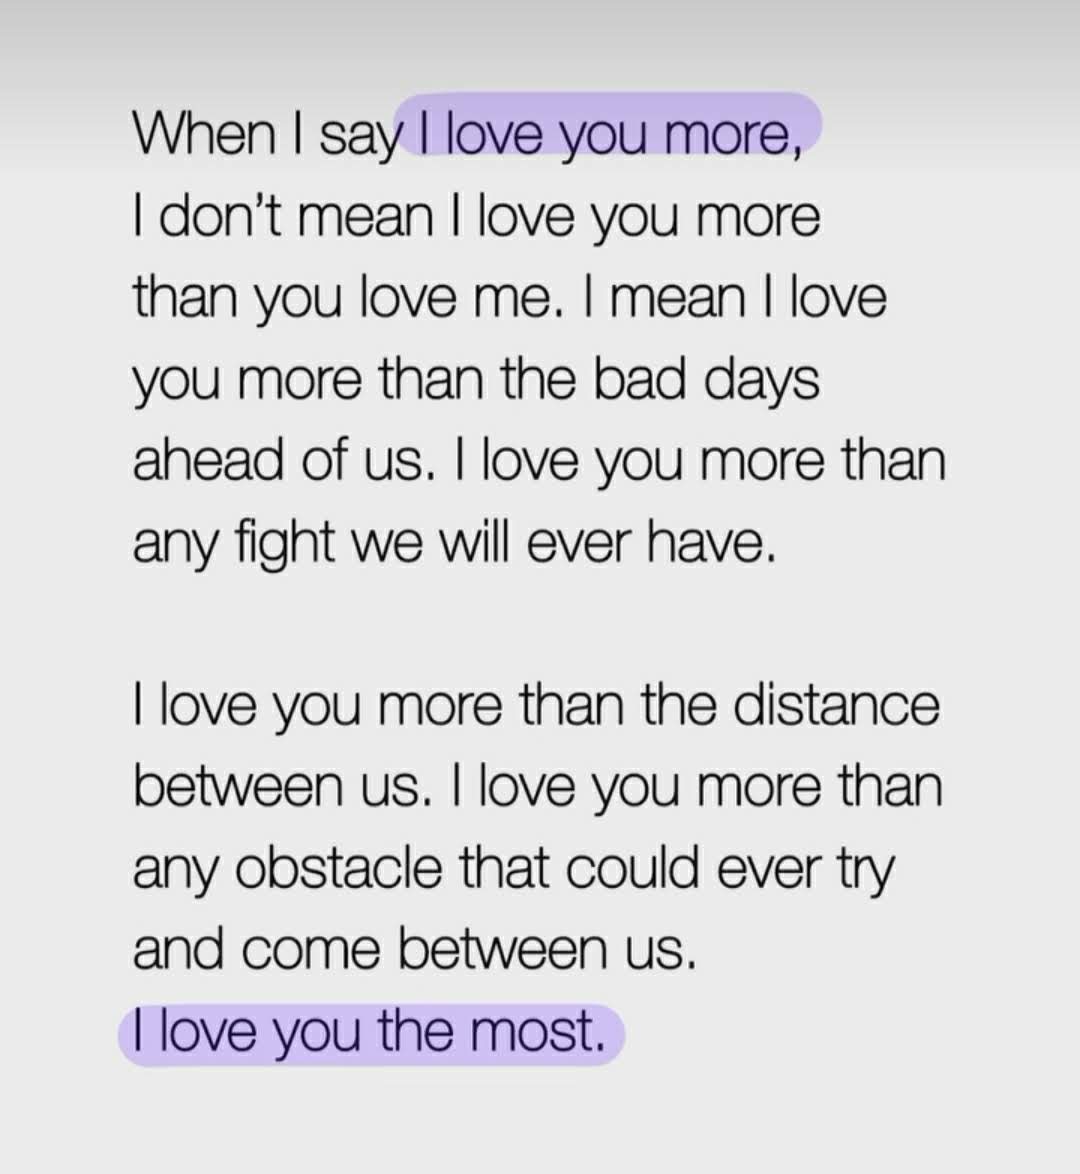 When I say I love you more,
I don't mean I love you more
than you love me. I mean I love
you more than the bad days
ahead of us. I love you more than
any fight we will ever have.
I love you more than the distance
between us. I love you more than
any obstacle that could ever try
and come between us.
I love you the most.